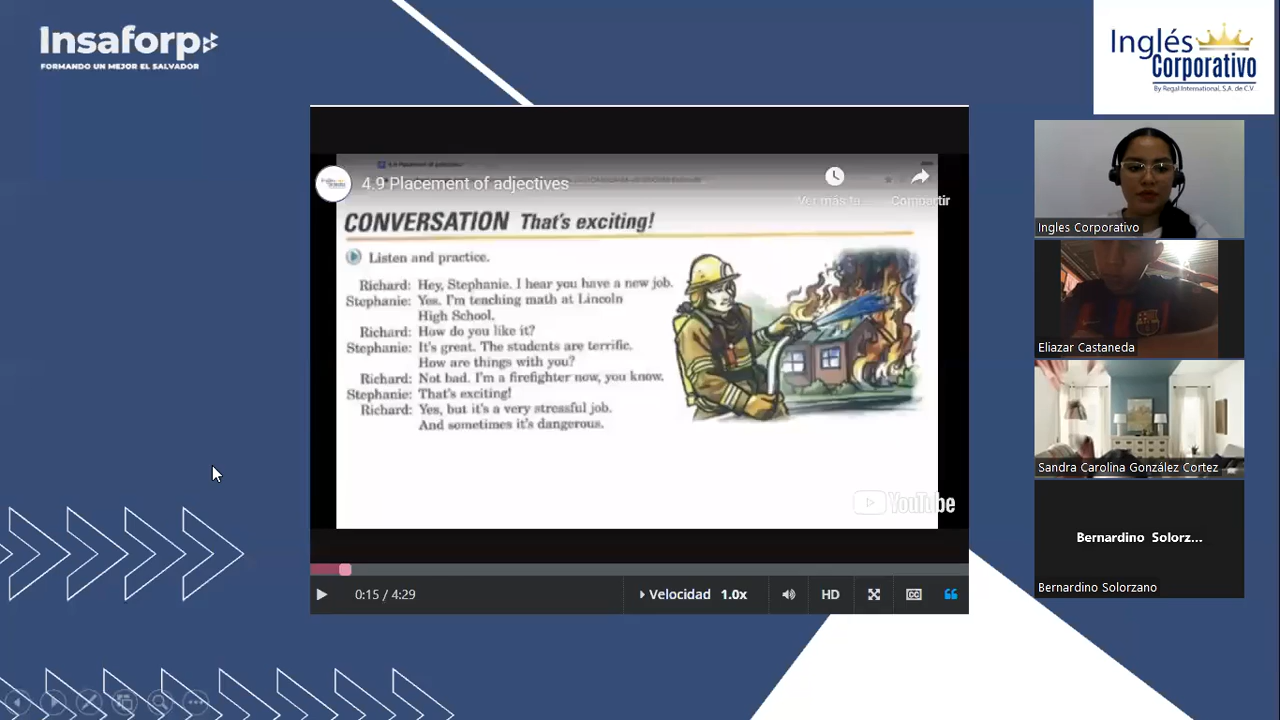 Insaforp
FORMANDO UN MEJOR EL SALVADOR
Inglés
Corporativo
By Regal International, S.A. de C.V.
4.9 Placement of adjectives
Ver más ta...
Compartir
CONVERSATION That's exciting!
Listen and practice.
Richard: Hey, Stephanie. I hear you have a new job.
Stephanie: Yes. I'm teaching math at Lincoln
High School.
Richard: How do you like it?
Stephanie: It's great. The students are terrific.
How are things with you?
Richard: Not bad. I'm a firefighter now, you know.
Stephanie: That's exciting!
Richard: Yes, but it's a very stressful job.
And sometimes it's dangerous.
YouTube
0:15 / 4:29
Velocidad 1.0x
HD
CC
Ingles Corporativo
Eliazar Castaneda
Sandra Carolina González Cortez
Bernardino Solorz...
Bernardino Solorzano